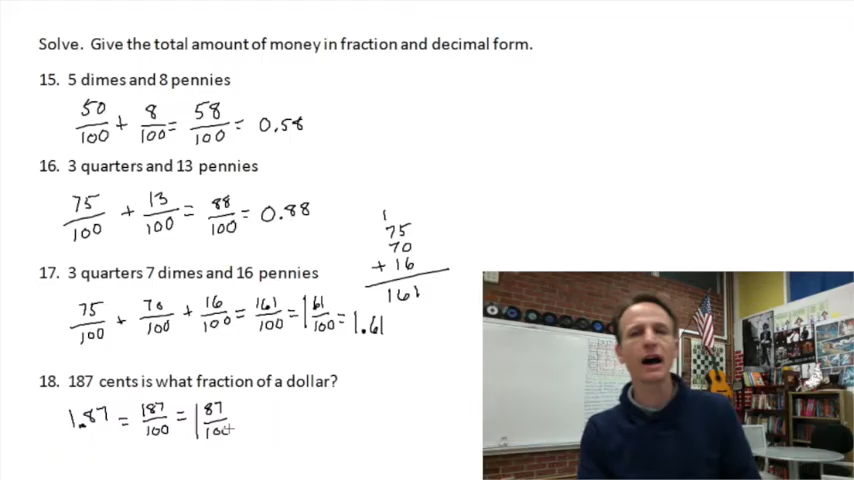 Solve. Give the total amount of money in fraction and decimal form.
15. 5 dimes and 8 pennies
50/100 + 8/100 = 58/100 = 0.58
16. 3 quarters and 13 pennies
75/100 + 13/100 = 88/100 = 0.88
1
75
70
+ 16
161
17. 3 quarters 7 dimes and 16 pennies
75/100 + 70/100 + 16/100 = 161/100 = 1 61/100 = 1.61
18. 187 cents is what fraction of a dollar?
1.87 = 187/100 = 1 87/100